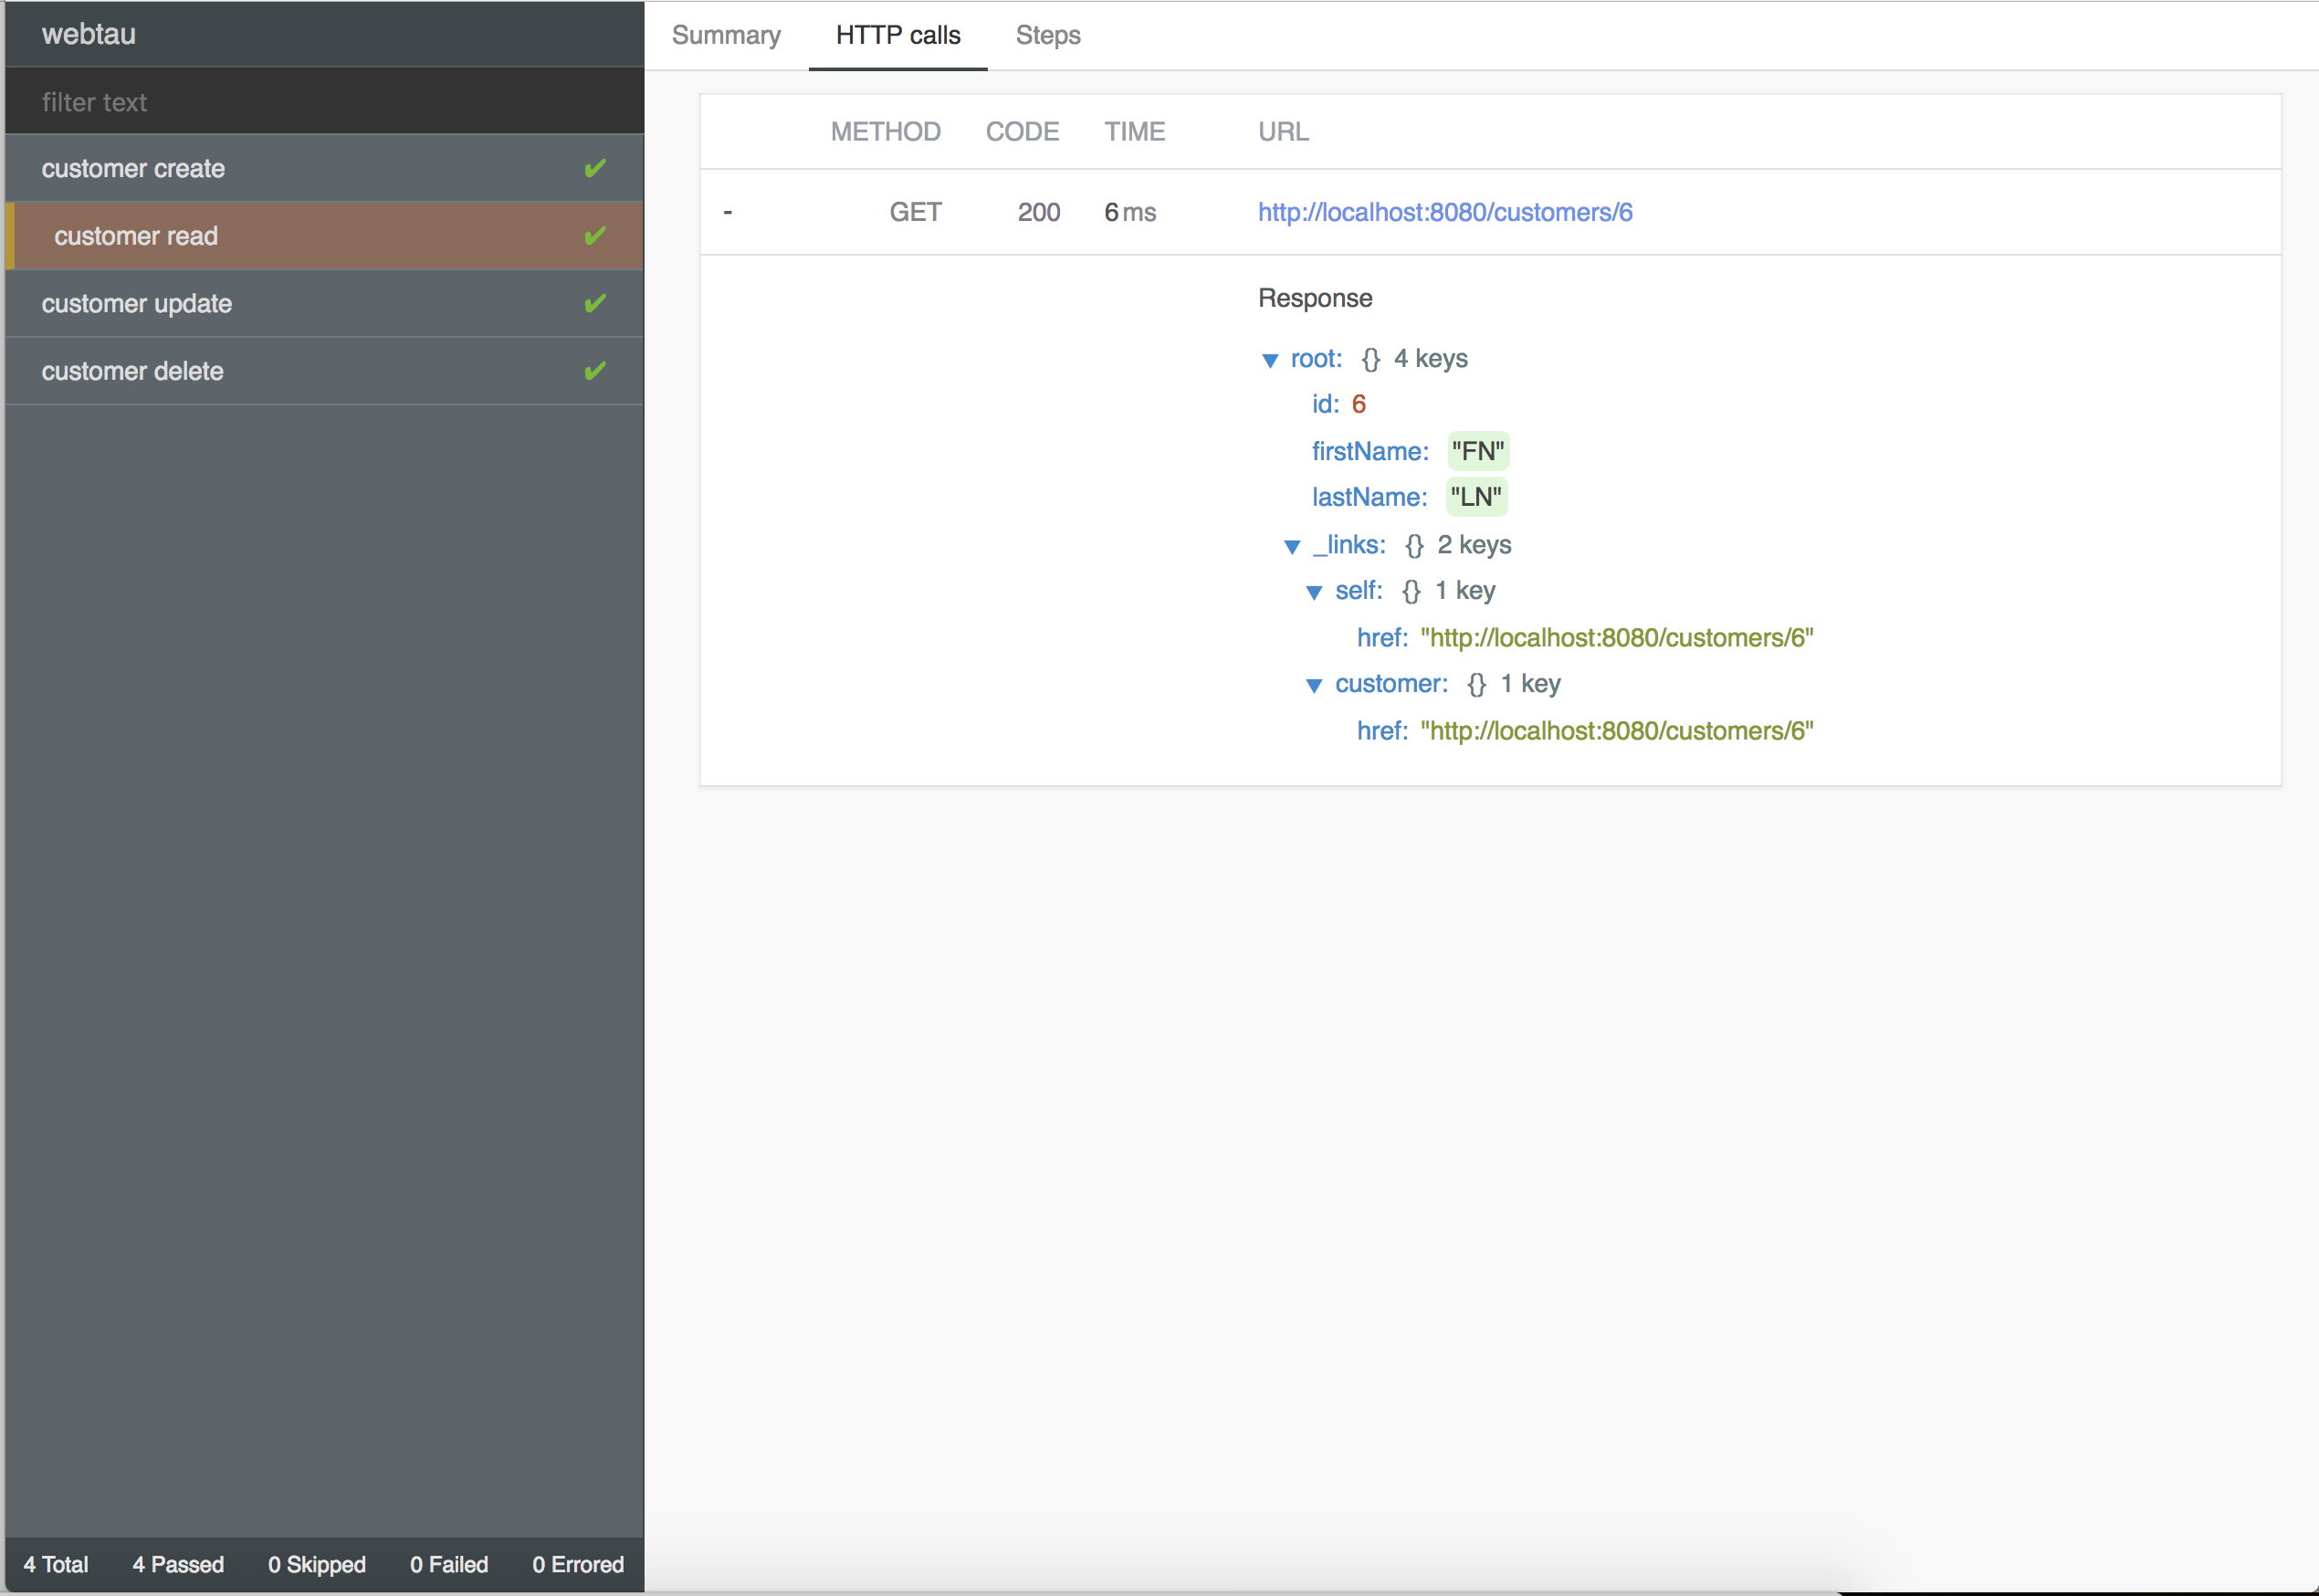 webtau
filter text
customer create ✔
customer read ✔
customer update ✔
customer delete ✔
4 Total 4 Passed 0 Skipped 0 Failed 0 Errored
Summary HTTP calls Steps
METHOD CODE TIME URL
- GET 200 6 ms http://localhost:8080/customers/6
Response
▼ root: {} 4 keys
id: 6
firstName: "FN"
lastName: "LN"
▼ _links: {} 2 keys
▼ self: {} 1 key
href: "http://localhost:8080/customers/6"
▼ customer: {} 1 key
href: "http://localhost:8080/customers/6"